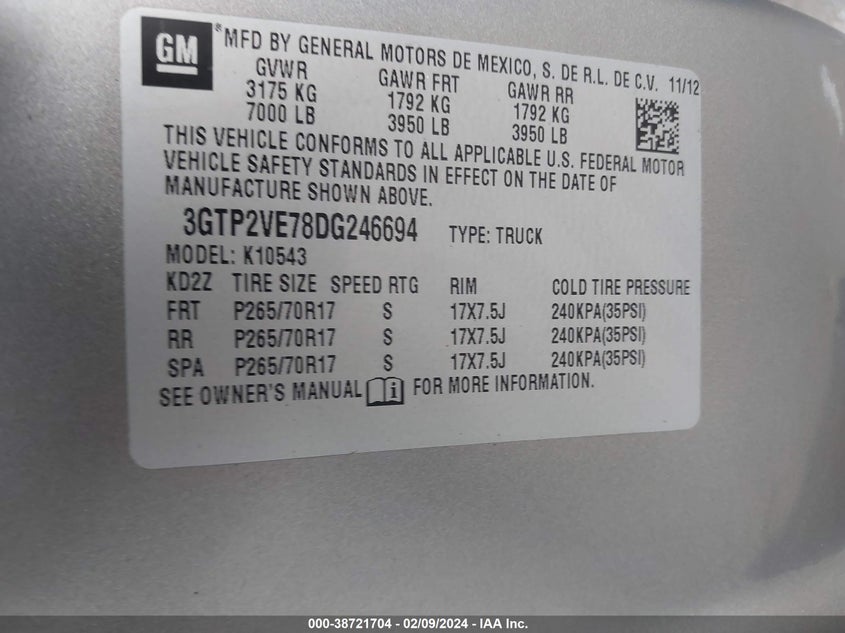 GM
®MFD BY GENERAL MOTORS DE MEXICO, S. DE R.L. DE C.V. 11/12
GVWR GAWR FRT GAWR RR
3175 KG 1792 KG 1792 KG
7000 LB 3950 LB 3950 LB
THIS VEHICLE CONFORMS TO ALL APPLICABLE U.S. FEDERAL MOTOR
VEHICLE SAFETY STANDARDS IN EFFECT ON THE DATE OF
MANUFACTURE SHOWN ABOVE.
3GTP2VE78DG246694 TYPE: TRUCK
MODEL: K10543
KD2Z TIRE SIZE SPEED RTG RIM COLD TIRE PRESSURE
FRT P265/70R17 S 17X7.5J 240KPA(35PSI)
RR P265/70R17 S 17X7.5J 240KPA(35PSI)
SPA P265/70R17 S 17X7.5J 240KPA(35PSI)
SEE OWNER'S MANUAL i FOR MORE INFORMATION.
000-38721704 - 02/09/2024 - IAA Inc.